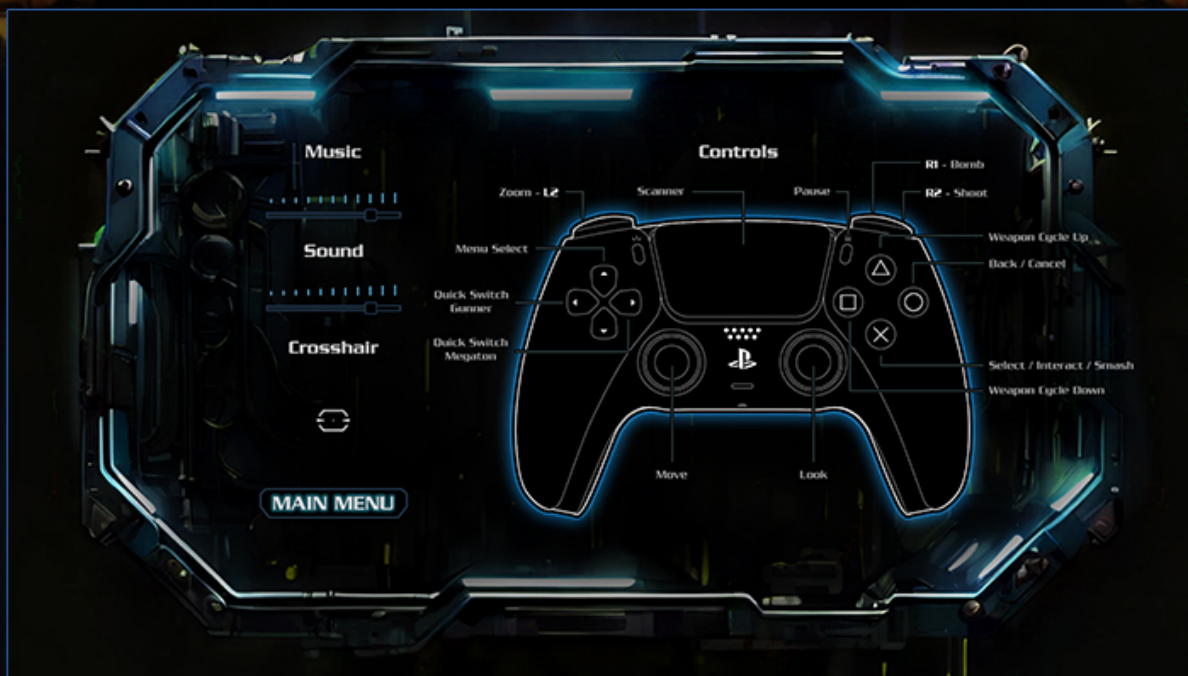 Music
Controls
R1 - Bomb
Zoom - L2
Scanner
Pause
R2 - Shoot
Weapon Cycle Up
Sound
Menu Select
Back / Cancel
Quick Switch
Gunner
Crosshair
Quick Switch
Megaton
Select / Interact / Smash
Weapon Cycle Down
Move
Look
MAIN MENU